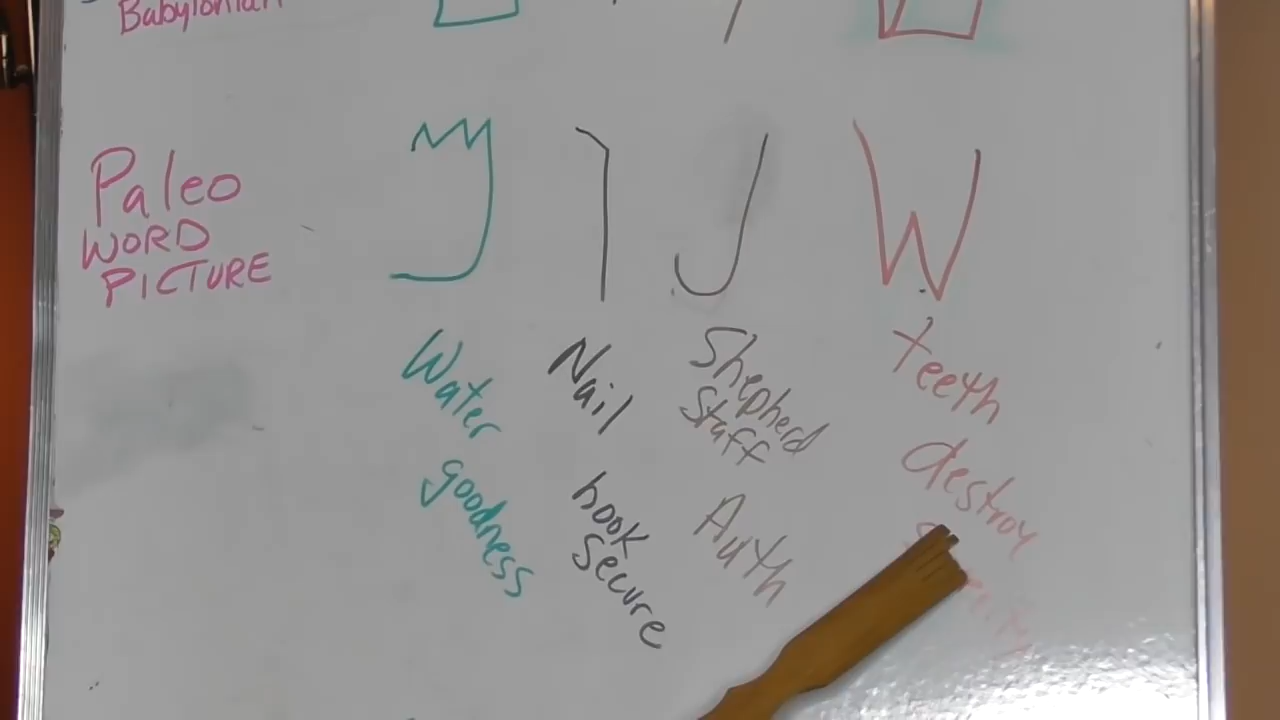 Babylonian
Paleo
WORD
PICTURE
Water
goodness
Nail
hook
Secure
Shepherd
Staff
Auth
teeth
destroy